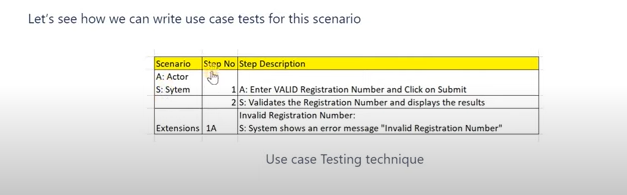 Let's see how we can write use case tests for this scenario
Scenario Step No Step Description
A: Actor
S: Sytem 1 A: Enter VALID Registration Number and Click on Submit
2 S: Validates the Registration Number and displays the results
Invalid Registration Number:
Extensions 1A S: System shows an error message "Invalid Registration Number"
Use case Testing technique